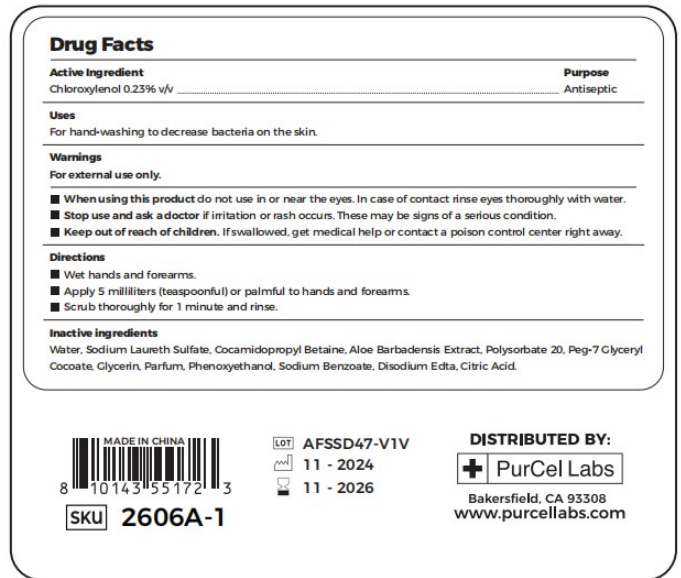 Drug Facts
Active Ingredient Purpose
Chloroxylenol 0.23% v/v Antiseptic
Uses
For hand-washing to decrease bacteria on the skin.
Warnings
For external use only.
■ When using this product do not use in or near the eyes. In case of contact rinse eyes thoroughly with water.
■ Stop use and ask a doctor if irritation or rash occurs. These may be signs of a serious condition.
■ Keep out of reach of children. If swallowed, get medical help or contact a poison control center right away.
Directions
■ Wet hands and forearms.
■ Apply 5 milliliters (teaspoonful) or palmful to hands and forearms.
■ Scrub thoroughly for 1 minute and rinse.
Inactive ingredients
Water, Sodium Laureth Sulfate, Cocamidopropyl Betaine, Aloe Barbadensis Extract, Polysorbate 20, Peg-7 Glyceryl
Cocoate, Glycerin, Parfum, Phenoxyethanol, Sodium Benzoate, Disodium Edta, Citric Acid.
MADE IN CHINA
8 10143 55172 3
SKU 2606A-1
LOT AFSSD47-V1V
11 - 2024
11 - 2026
DISTRIBUTED BY:
PurCel Labs
Bakersfield, CA 93308
www.purcellabs.com